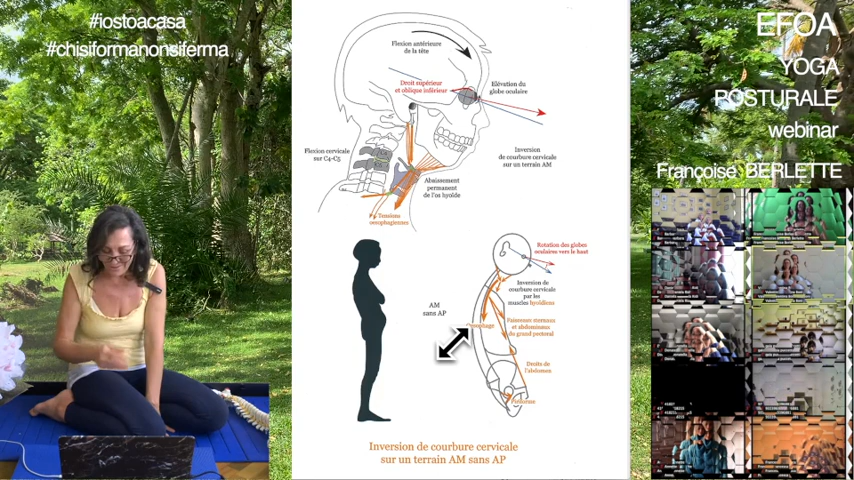 #iostoacasa
#chisiformanonsiferma
Flexion antérieure
de la tête
Droit supérieur
et oblique inférieur
Elévation du
globe oculaire
Flexion cervicale
sur C4-C5
Inversion
de courbure cervicale
sur un terrain AM
Abaissement
permanent
de l'os hyoïde
Tensions
oesophagiennes
Rotation des globes
oculaires vers le haut
Inversion de
courbure cervicale
par les
muscles hyoïdiens
AM
sans AP
Faisceaux sternaux
et abdominaux
du grand pectoral
Droits de
l'abdomen
Piriforme
Inversion de courbure cervicale
sur un terrain AM sans AP
EFOA
YOGA
POSTURALE
webinar
Françoise BERLETTE